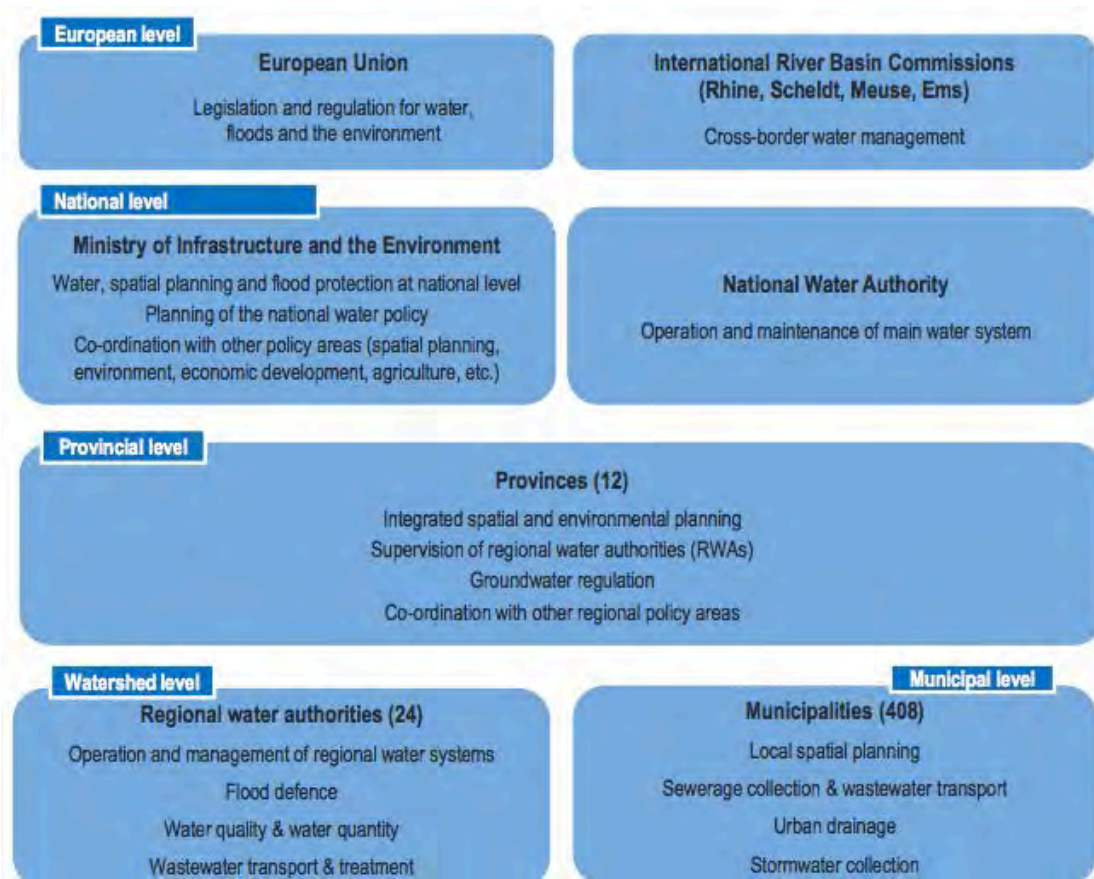 European level
European Union
Legislation and regulation for water,
floods and the environment
International River Basin Commissions
(Rhine, Scheldt, Meuse, Ems)
Cross-border water management
National level
Ministry of Infrastructure and the Environment
Water, spatial planning and flood protection at national level
Planning of the national water policy
Co-ordination with other policy areas (spatial planning,
environment, economic development, agriculture, etc.)
National Water Authority
Operation and maintenance of main water system
Provincial level
Provinces (12)
Integrated spatial and environmental planning
Supervision of regional water authorities (RWAs)
Groundwater regulation
Co-ordination with other regional policy areas
Watershed level
Regional water authorities (24)
Operation and management of regional water systems
Flood defence
Water quality & water quantity
Wastewater transport & treatment
Municipal level
Municipalities (408)
Local spatial planning
Sewerage collection & wastewater transport
Urban drainage
Stormwater collection